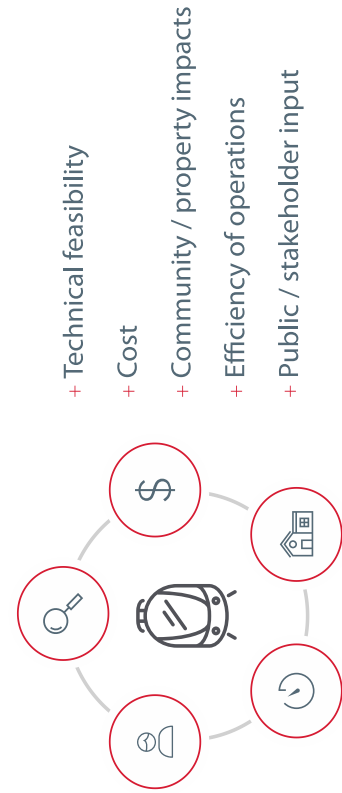 + Technical feasibility
+ Cost
+ Community / property impacts
+ Efficiency of operations
+ Public / stakeholder input
$